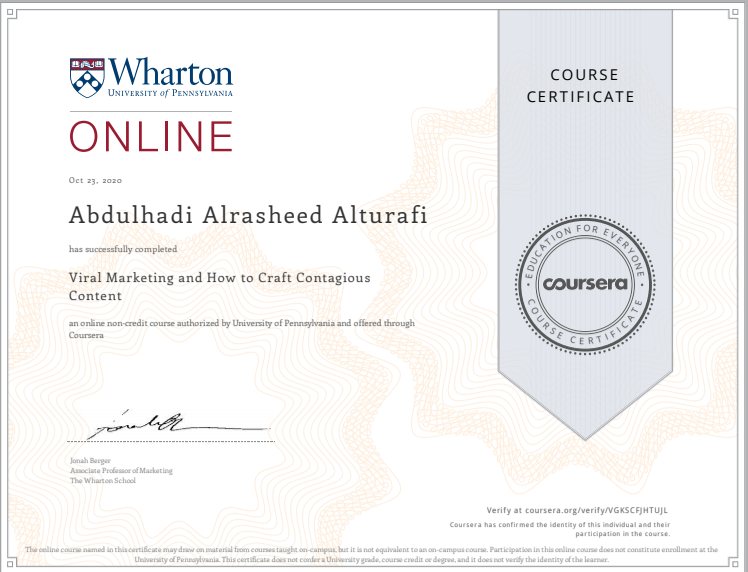 Wharton
UNIVERSITY OF PENNSYLVANIA
ONLINE
Oct 23, 2020
Abdulhadi Alrasheed Alturafi
has successfully completed
Viral Marketing and How to Craft Contagious
Content
an online non-credit course authorized by University of Pennsylvania and offered through
Coursera
Jonah Berger
Associate Professor of Marketing
The Wharton School
COURSE
CERTIFICATE
EDUCATION FOR EVERYONE
coursera
COURSE CERTIFICATE
Verify at coursera.org/verify/VGKSCFJHTUJL
Coursera has confirmed the identity of this individual and their
participation in the course.
The online course named in this certificate may draw on material from courses taught on-campus, but it is not equivalent to an on-campus course. Participation in this online course does not constitute enrollment at the
University of Pennsylvania. This certificate does not confer a University grade, course credit or degree, and it does not verify the identity of the learner.